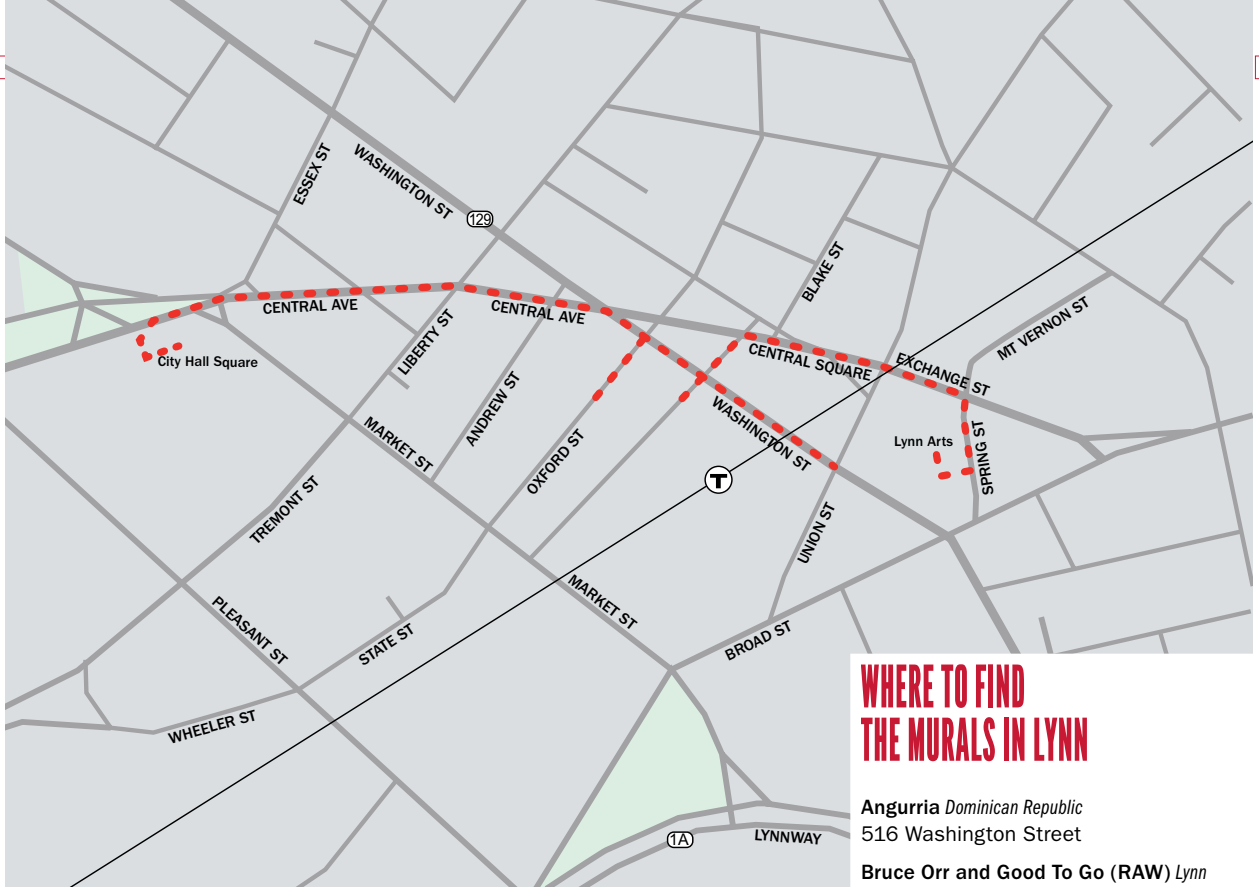 ESSEX ST
WASHINGTON ST
129
BLAKE ST
CENTRAL AVE
CENTRAL AVE
City Hall Square
LIBERTY ST
CENTRAL SQUARE
EXCHANGE ST
MT VERNON ST
ANDREW ST
MARKET ST
OXFORD ST
WASHINGTON ST
Lynn Arts
SPRING ST
T
TREMONT ST
UNION ST
MARKET ST
PLEASANT ST
STATE ST
BROAD ST
WHEELER ST
1A
LYNNWAY
WHERE TO FIND
THE MURALS IN LYNN
Angurria Dominican Republic
516 Washington Street
Bruce Orr and Good To Go (RAW) Lynn